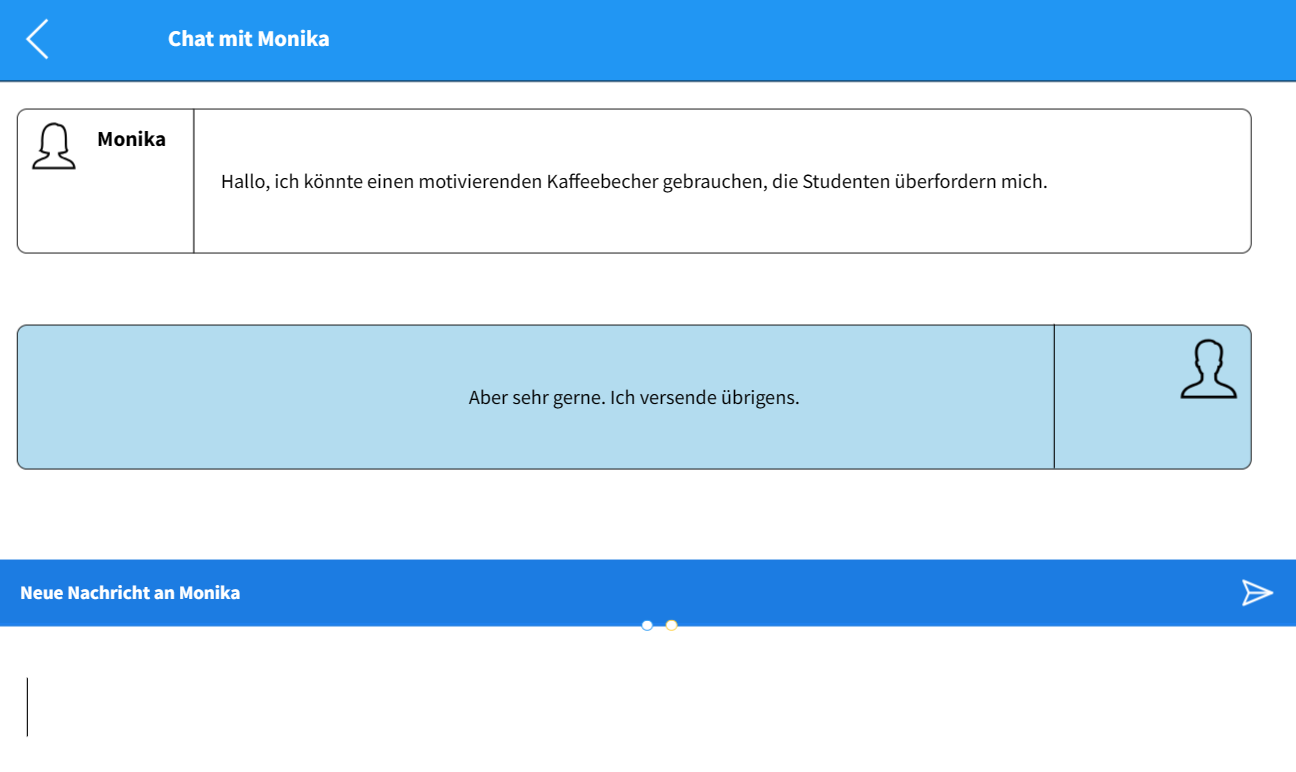 Chat mit Monika
Monika
Hallo, ich könnte einen motivierenden Kaffeebecher gebrauchen, die Studenten überfordern mich.
Aber sehr gerne. Ich versende übrigens.
Neue Nachricht an Monika